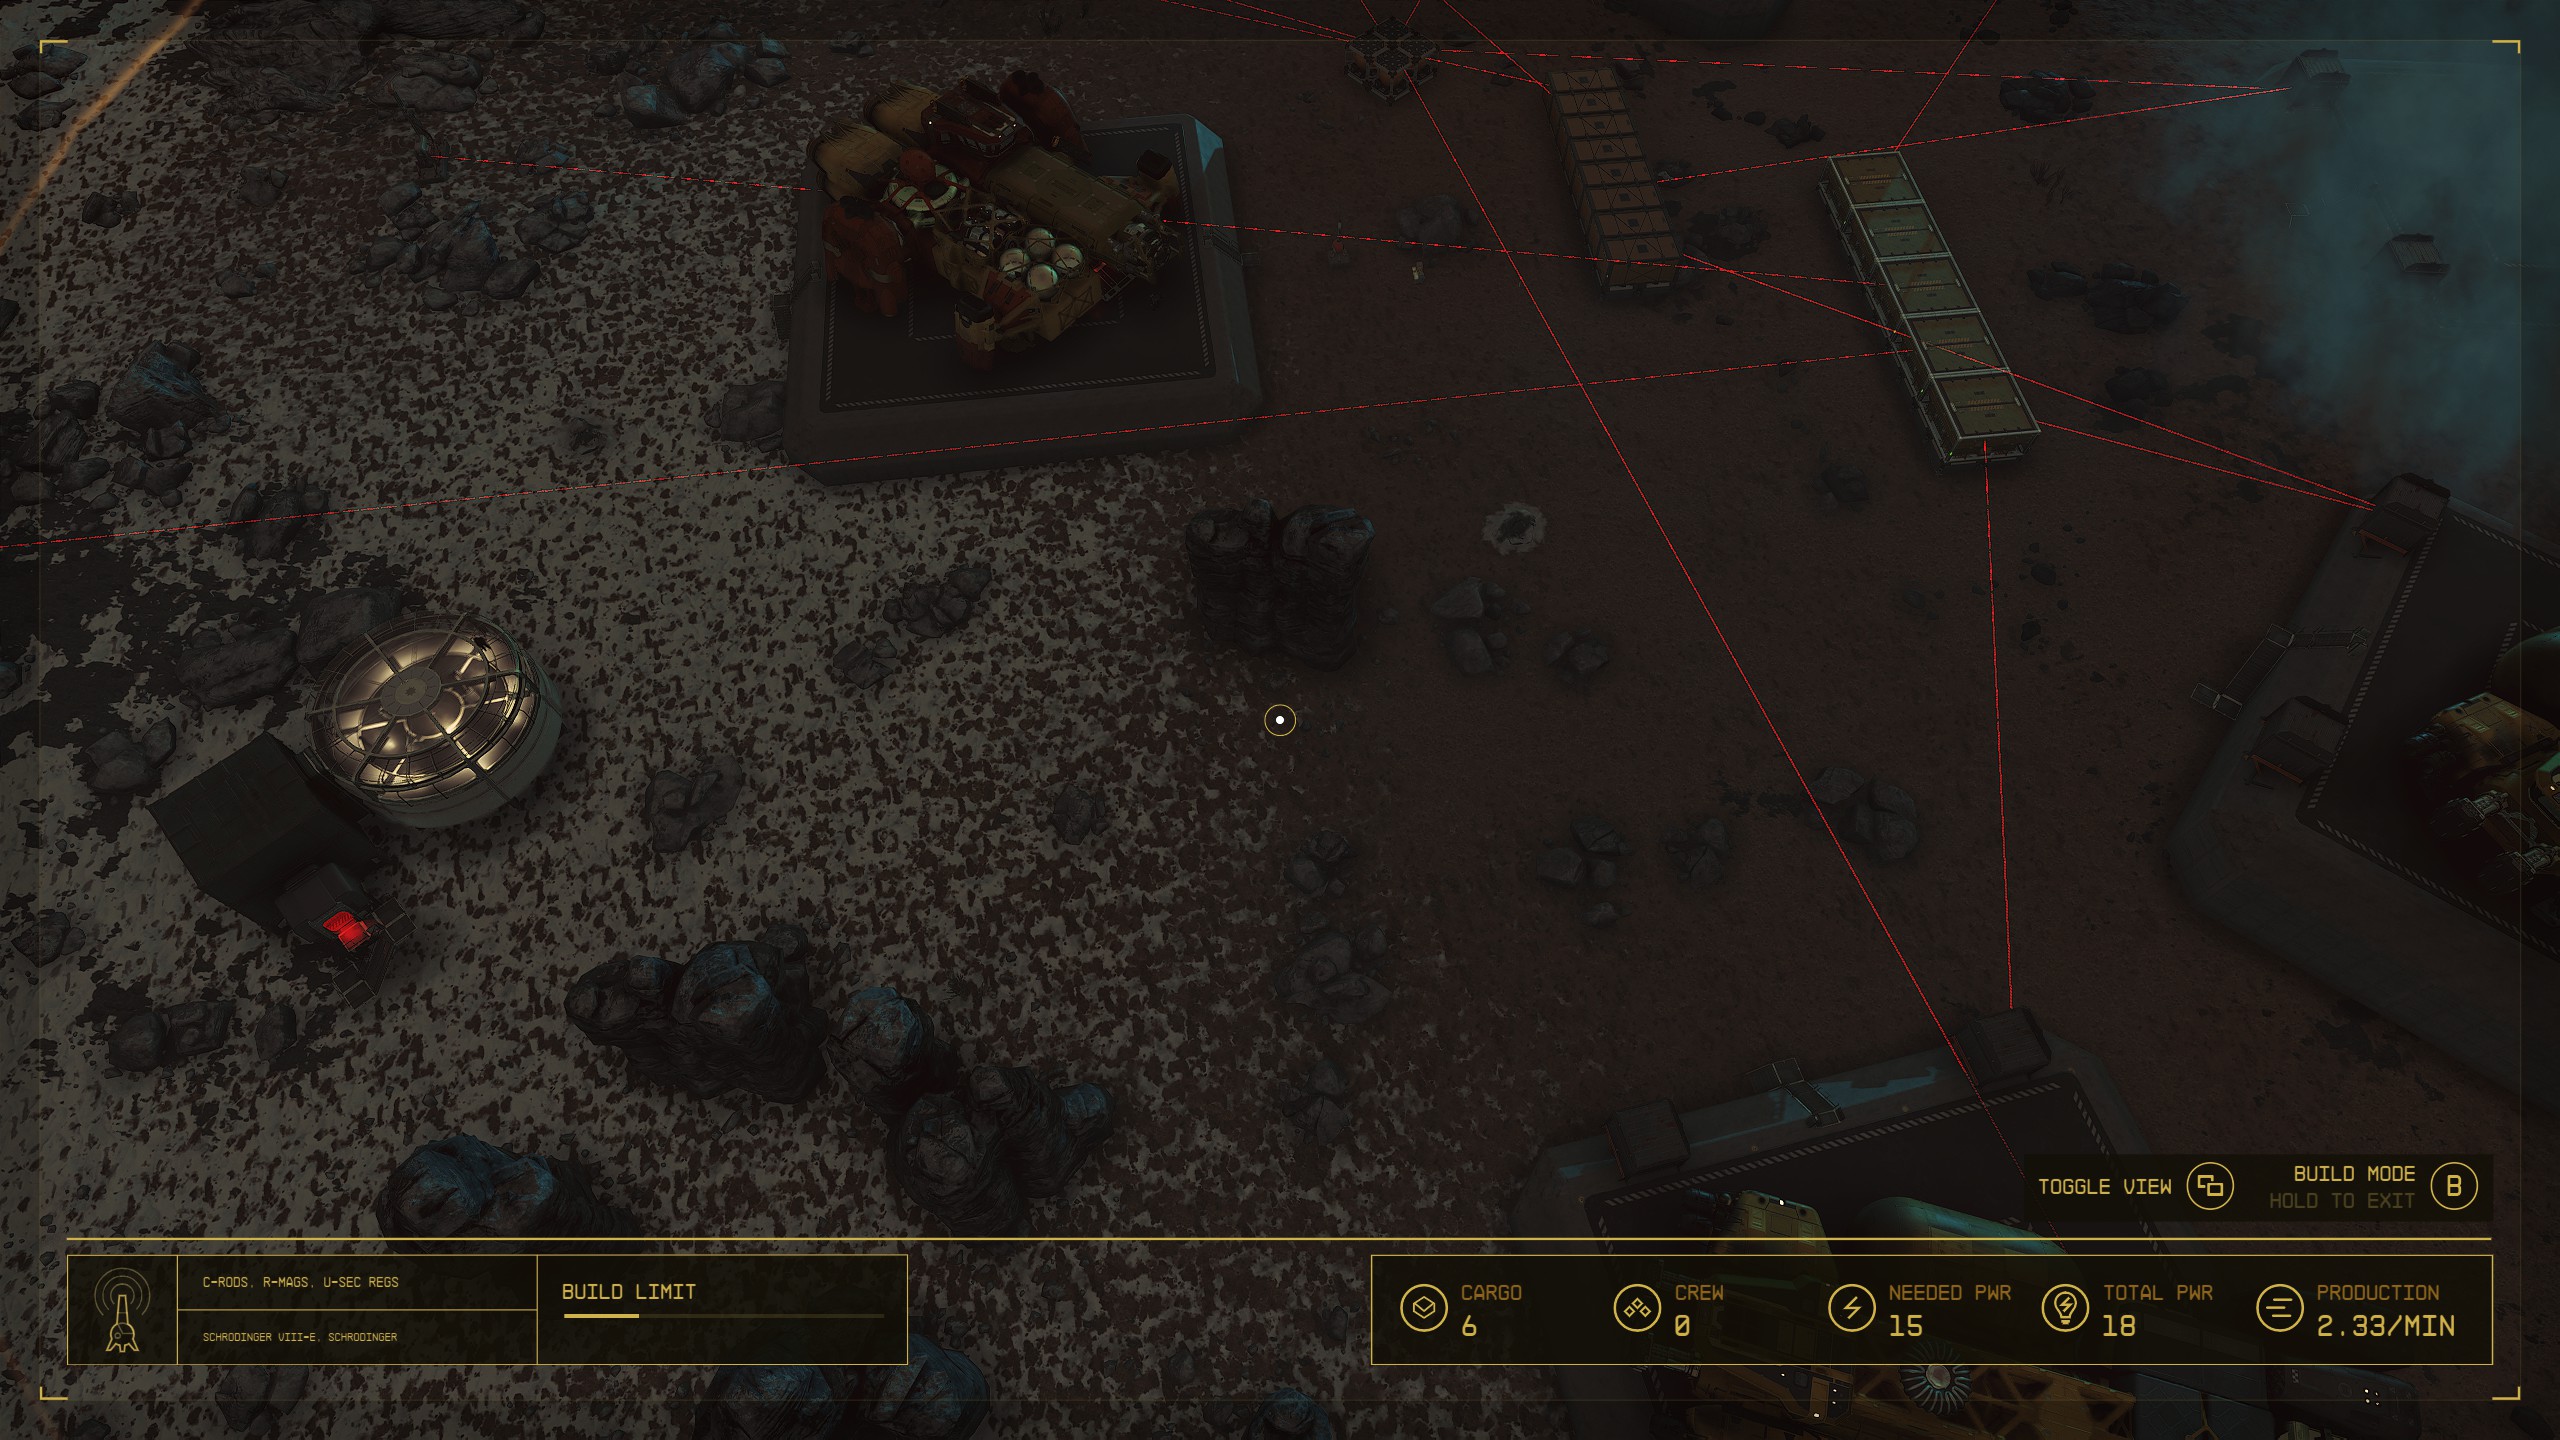 TOGGLE VIEW
BUILD MODE
HOLD TO EXIT
B
C-RODS, R-MAGS, U-SEC REGS
SCHRODINGER VIII-E, SCHRODINGER
BUILD LIMIT
CARGO
6
CREW
0
NEEDED PWR
15
TOTAL PWR
18
PRODUCTION
2.33/MIN